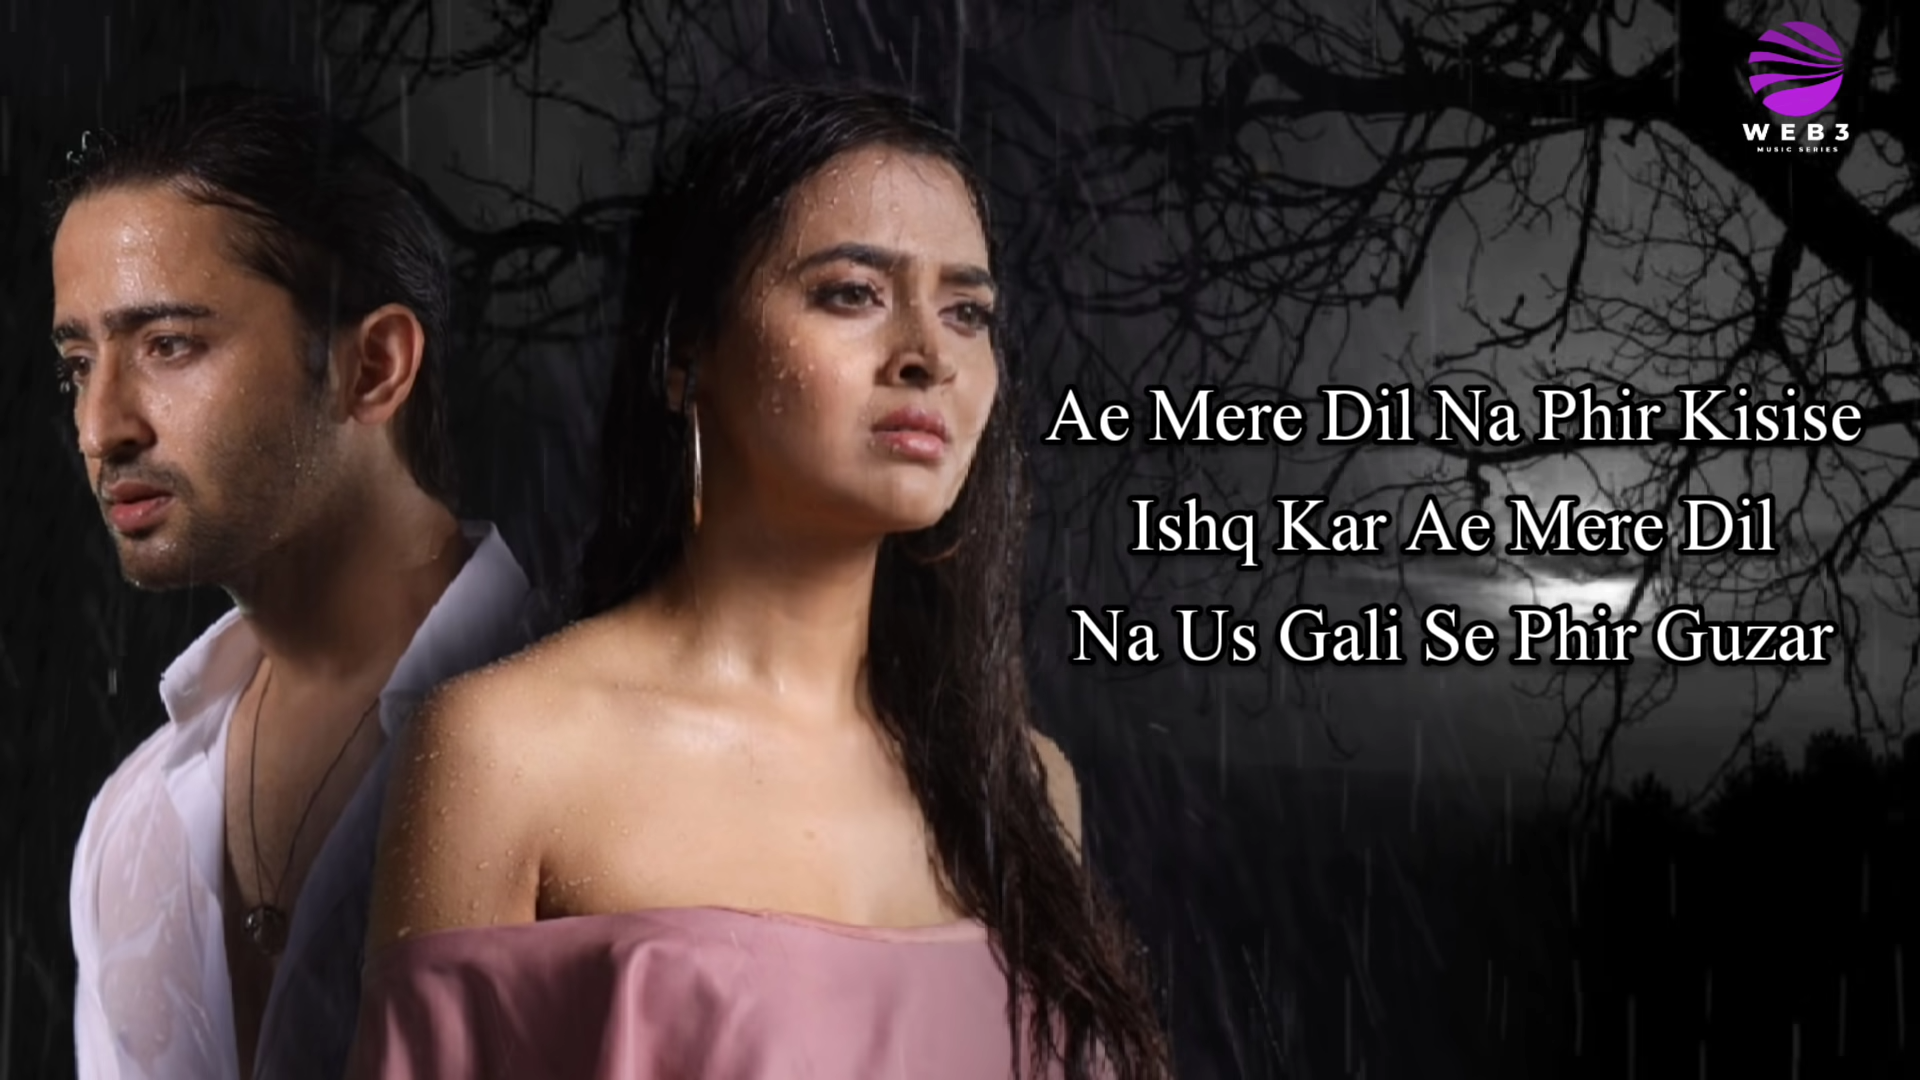 WEB3
MUSIC SERIES
Ae Mere Dil Na Phir Kisise
Ishq Kar Ae Mere Dil
Na Us Gali Se Phir Guzar